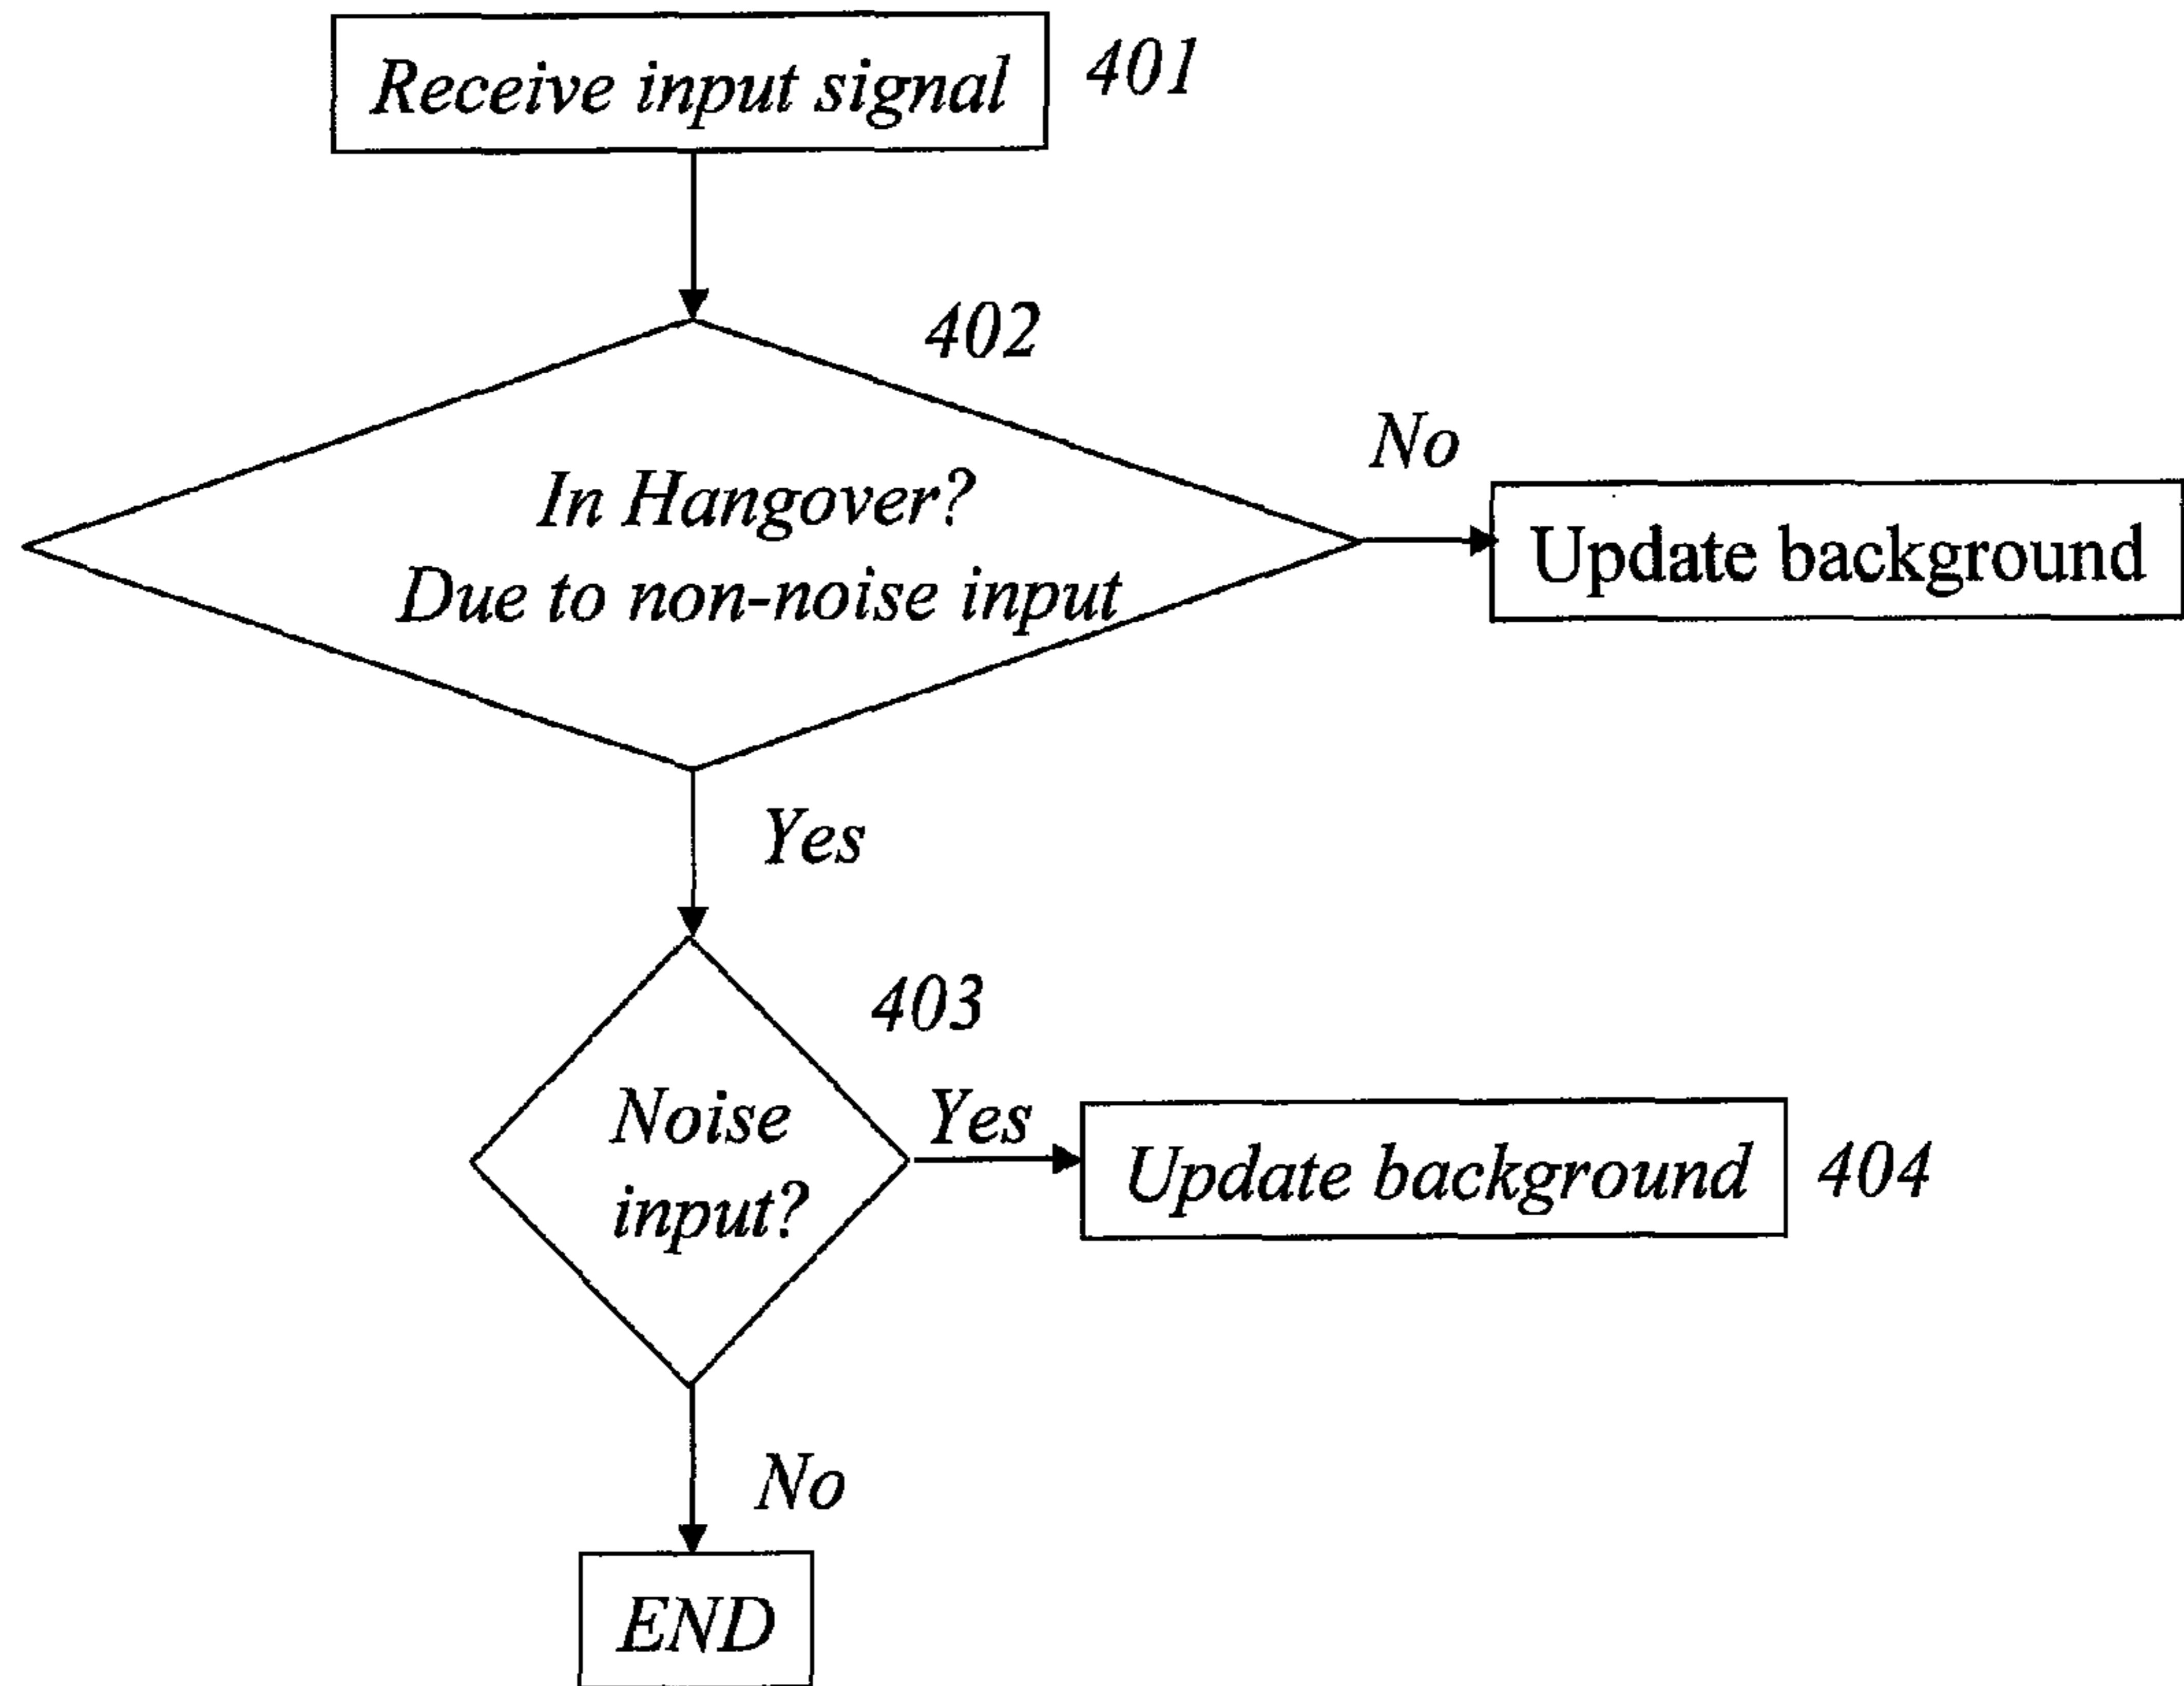 Receive input signal
401
402
In Hangover?
Due to non-noise input
No
Update background
Yes
403
Noise
input?
Yes
Update background
404
No
END